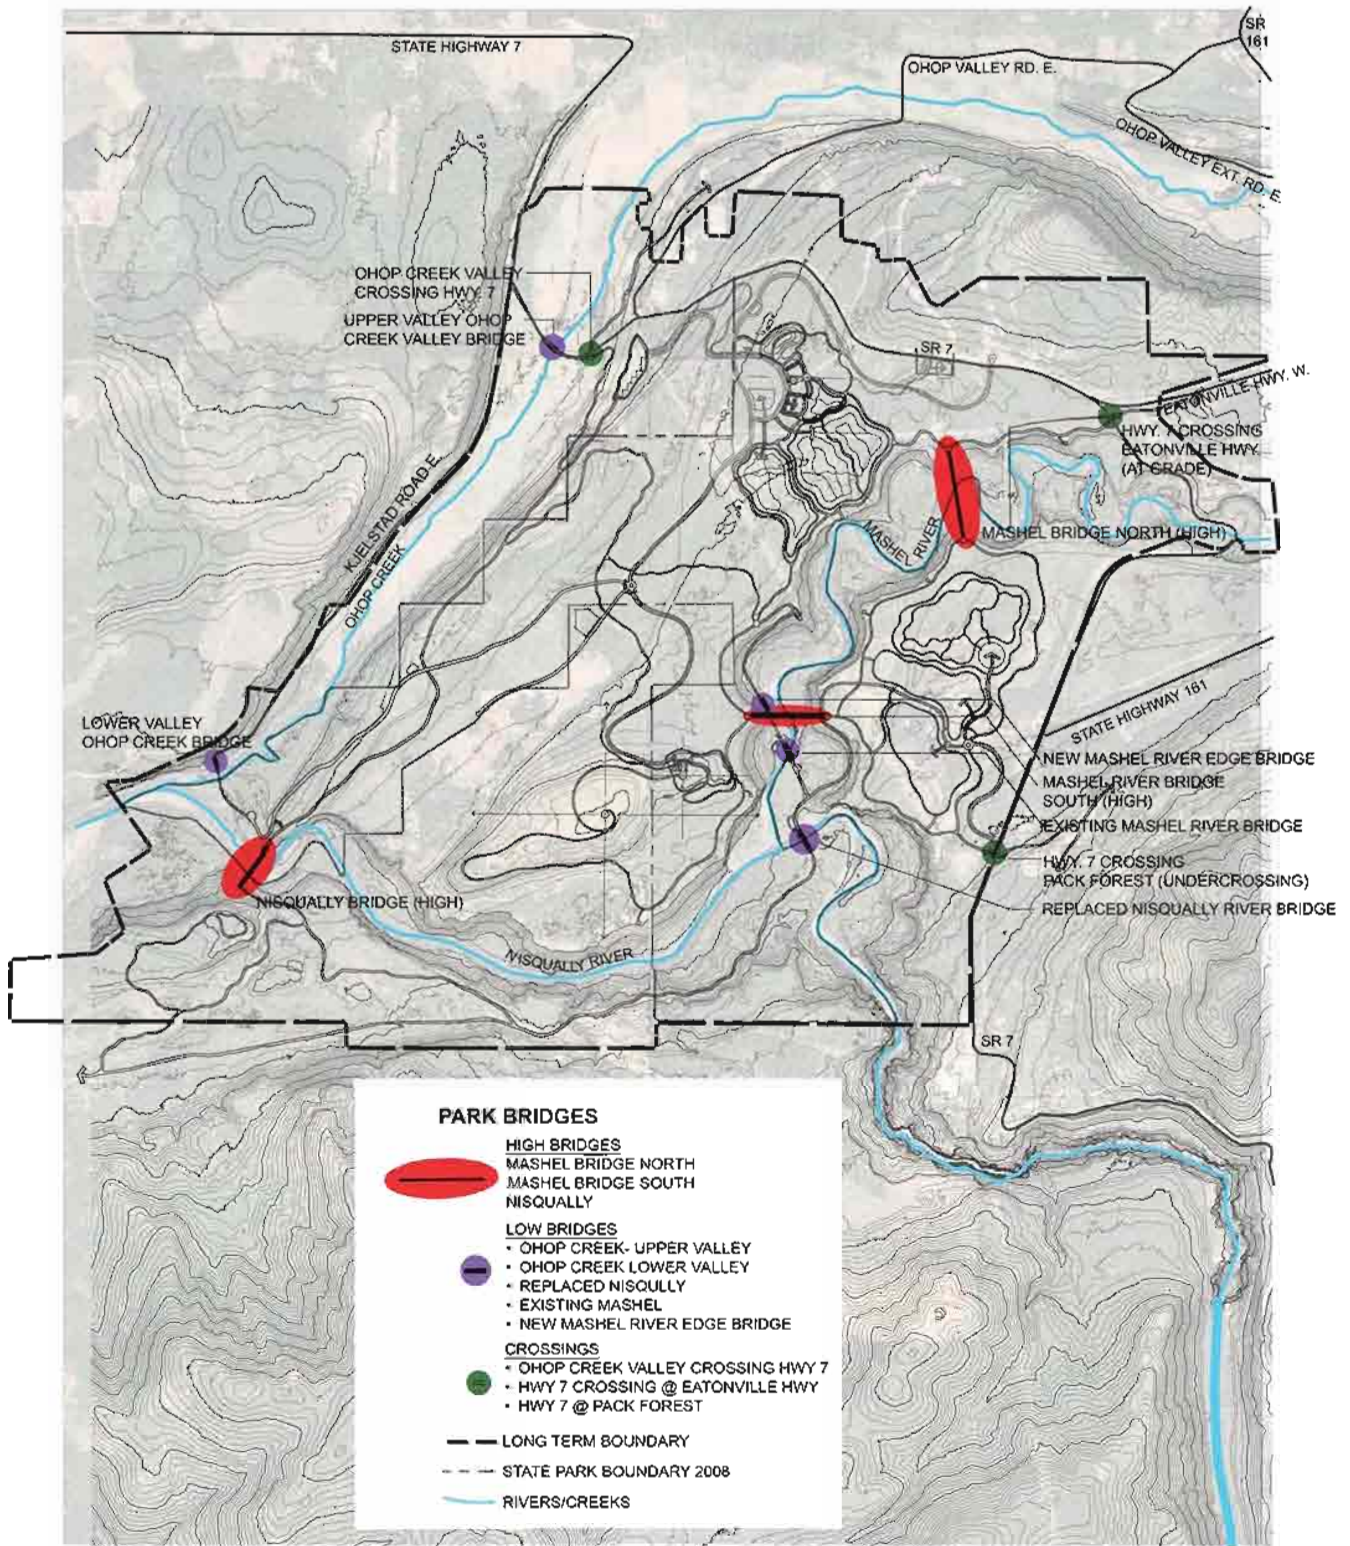 SR
161
STATE HIGHWAY 7
OHOP VALLEY RD. E.
OHOP VALLEY EXT. RD. E.
OHOP CREEK VALLEY
CROSSING HWY. 7
UPPER VALLEY OHOP
CREEK VALLEY BRIDGE
SR 7
EATONVILLE HWY. W.
HWY. 7 CROSSING
EATONVILLE HWY.
(AT GRADE)
KJELSTAD ROAD E.
OHOP CREEK
MASHEL RIVER
MASHEL BRIDGE NORTH (HIGH)
LOWER VALLEY
OHOP CREEK BRIDGE
STATE HIGHWAY 161
NEW MASHEL RIVER EDGE BRIDGE
MASHEL RIVER BRIDGE
SOUTH (HIGH)
EXISTING MASHEL RIVER BRIDGE
HWY. 7 CROSSING
PACK FOREST (UNDERCROSSING)
REPLACED NISQUALLY RIVER BRIDGE
NISQUALLY BRIDGE (HIGH)
NISQUALLY RIVER
SR 7
PARK BRIDGES
HIGH BRIDGES
MASHEL BRIDGE NORTH
MASHEL BRIDGE SOUTH
NISQUALLY
LOW BRIDGES
• OHOP CREEK- UPPER VALLEY
• OHOP CREEK LOWER VALLEY
• REPLACED NISQULLY
• EXISTING MASHEL
• NEW MASHEL RIVER EDGE BRIDGE
CROSSINGS
• OHOP CREEK VALLEY CROSSING HWY 7
• HWY 7 CROSSING @ EATONVILLE HWY
• HWY 7 @ PACK FOREST
LONG TERM BOUNDARY
STATE PARK BOUNDARY 2008
RIVERS/CREEKS